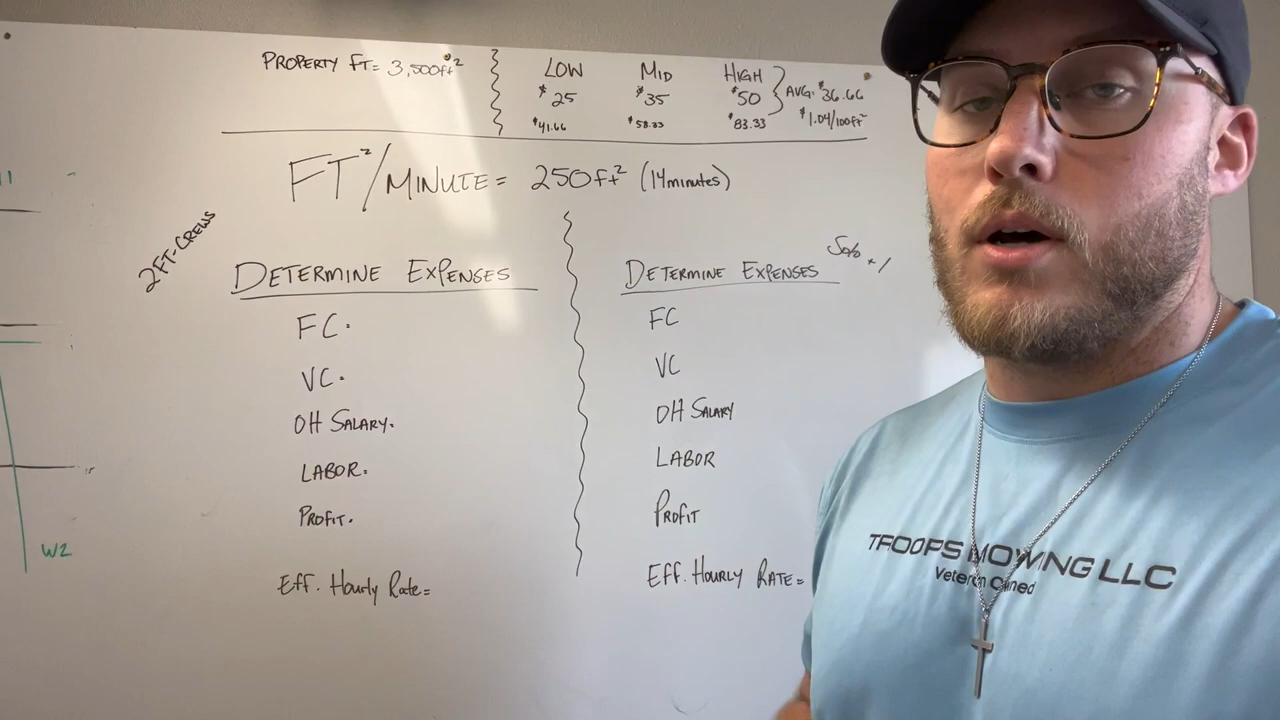 PROPERTY FT= 3,500ft²
LOW MID HIGH
$25 $35 $50 AVG. $36.66
$41.66 $58.33 $83.33 $1.04/100ft²
FT²/MINUTE= 250ft² (14minutes)
2FT-CREWS
DETERMINE EXPENSES
FC.
VC.
OH SALARY.
LABOR.
PROFIT.
Eff. Hourly Rate=
Solo +1
DETERMINE EXPENSES
FC
VC
OH SALARY
LABOR
PROFIT
Eff. HOURLY RATE=
W2
TROOPS MOWING LLC
Veteran Owned